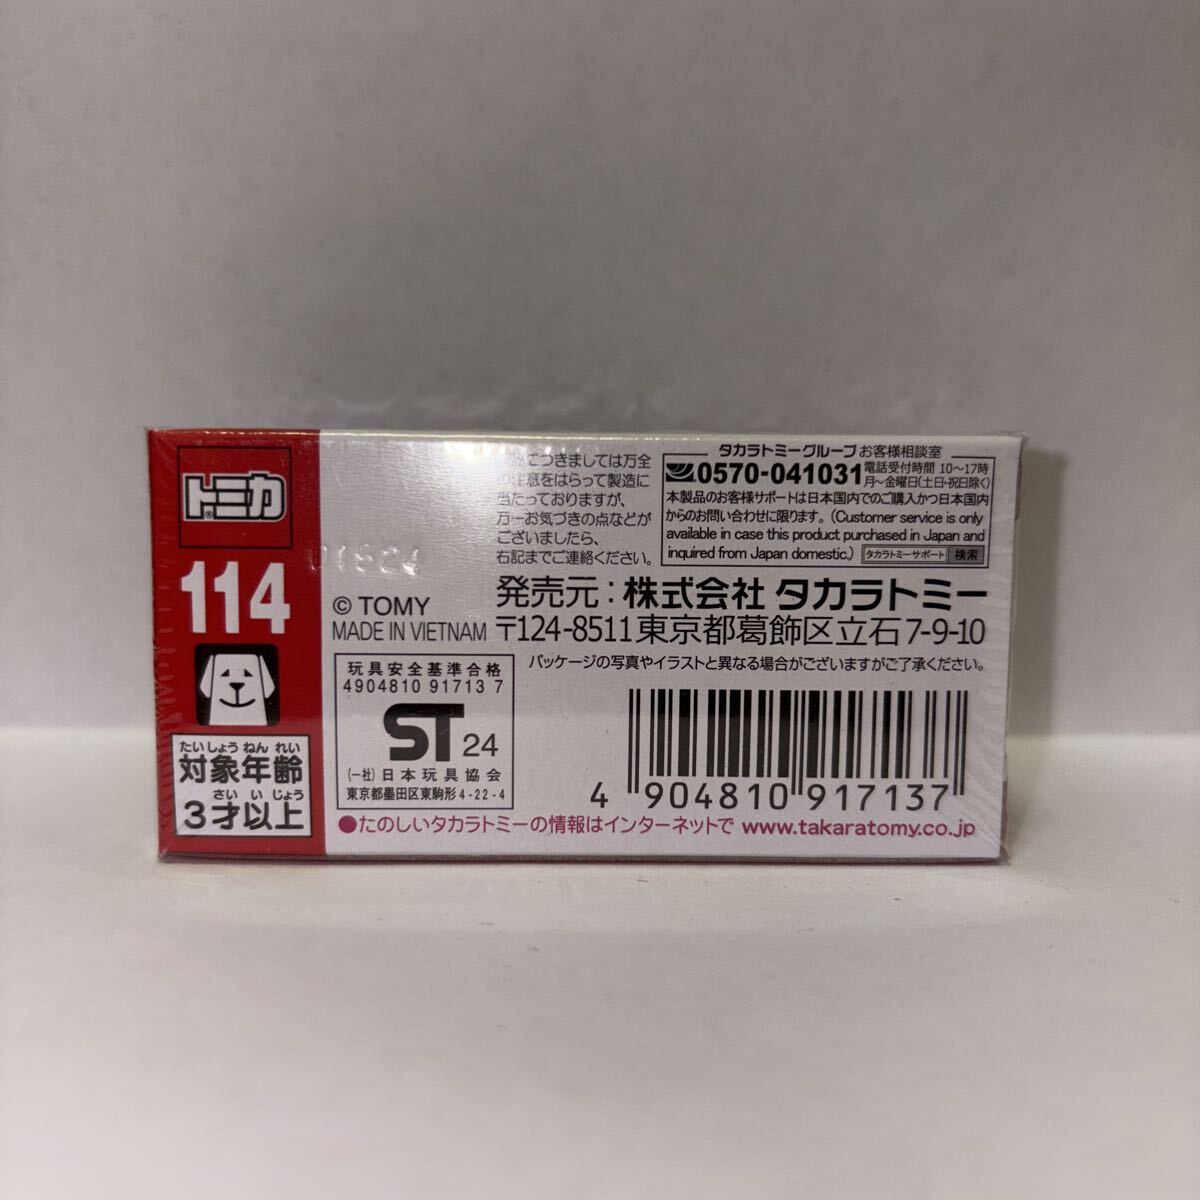 トミカ
®
114
たいしょう ねん れい
対象年齢
さい い じょう
3才以上
につきましては万全
注意をはらって製造に
当たっておりますが、
万一お気づきの点などが
ございましたら、
右記までご連絡ください。
タカラトミーグループ お客様相談室
0570-041031 電話受付時間 10〜17時
月〜金曜日(土日・祝日除く)
本製品のお客様サポートは日本国内でのご購入かつ日本国内
からのお問い合わせに限ります。(Customer service is only
available in case this product purchased in Japan and
inquired from Japan domestic.) タカラトミーサポート 検索
© TOMY
MADE IN VIETNAM
発売元:株式会社 タカラトミー
〒124-8511 東京都葛飾区立石7-9-10
パッケージの写真やイラストと異なる場合がございますがご了承ください。
玩具安全基準合格
4904810 91713 7
ST 24
(一社)日本玩具協会
東京都墨田区東駒形4-22-4
4 904810 917137
●たのしいタカラトミーの情報はインターネットで www.takaratomy.co.jp